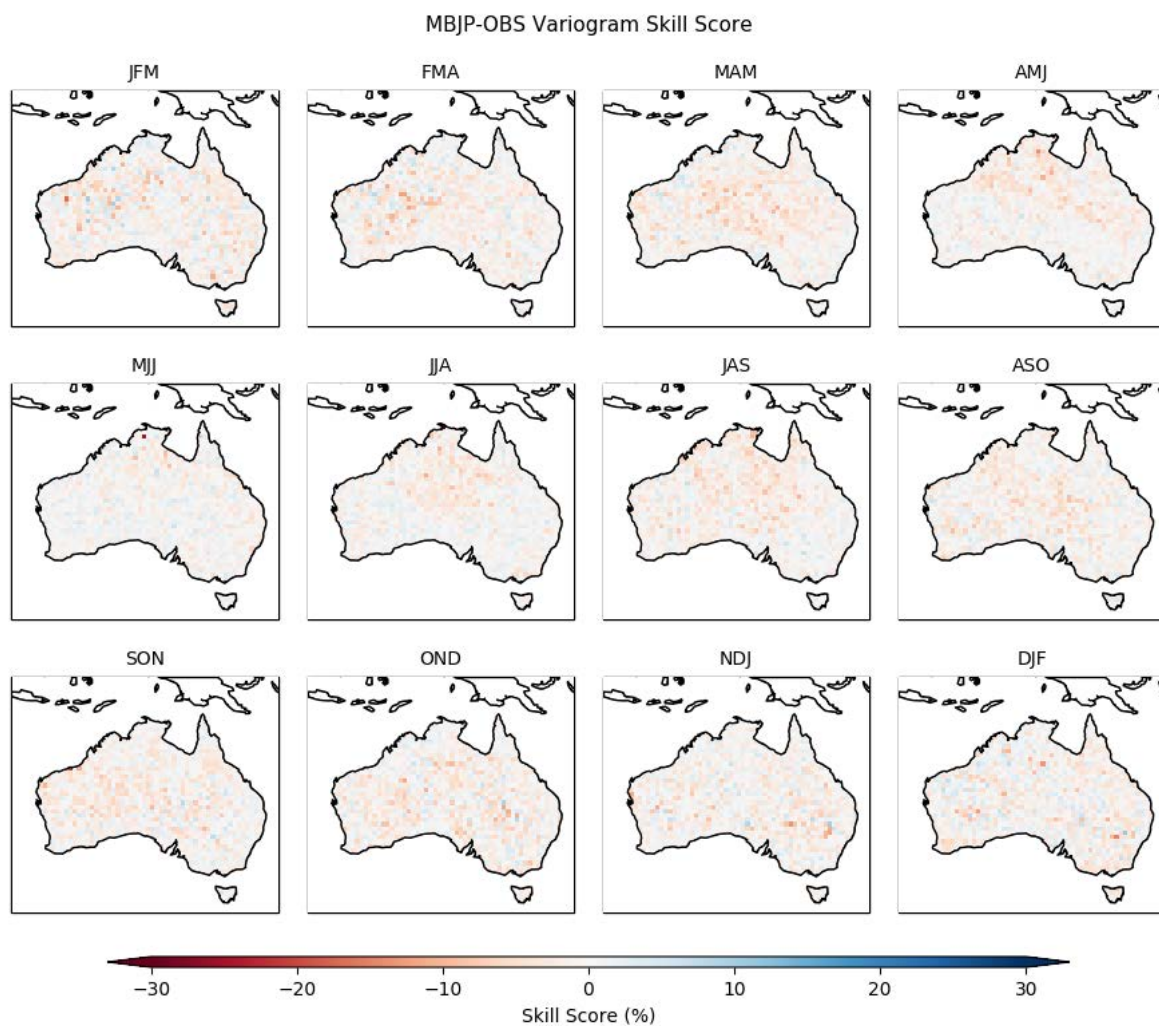 MBJP-OBS Variogram Skill Score
JFM FMA MAM AMJ
MJJ JJA JAS ASO
SON OND NDJ DJF
−30 −20 −10 0 10 20 30
Skill Score (%)